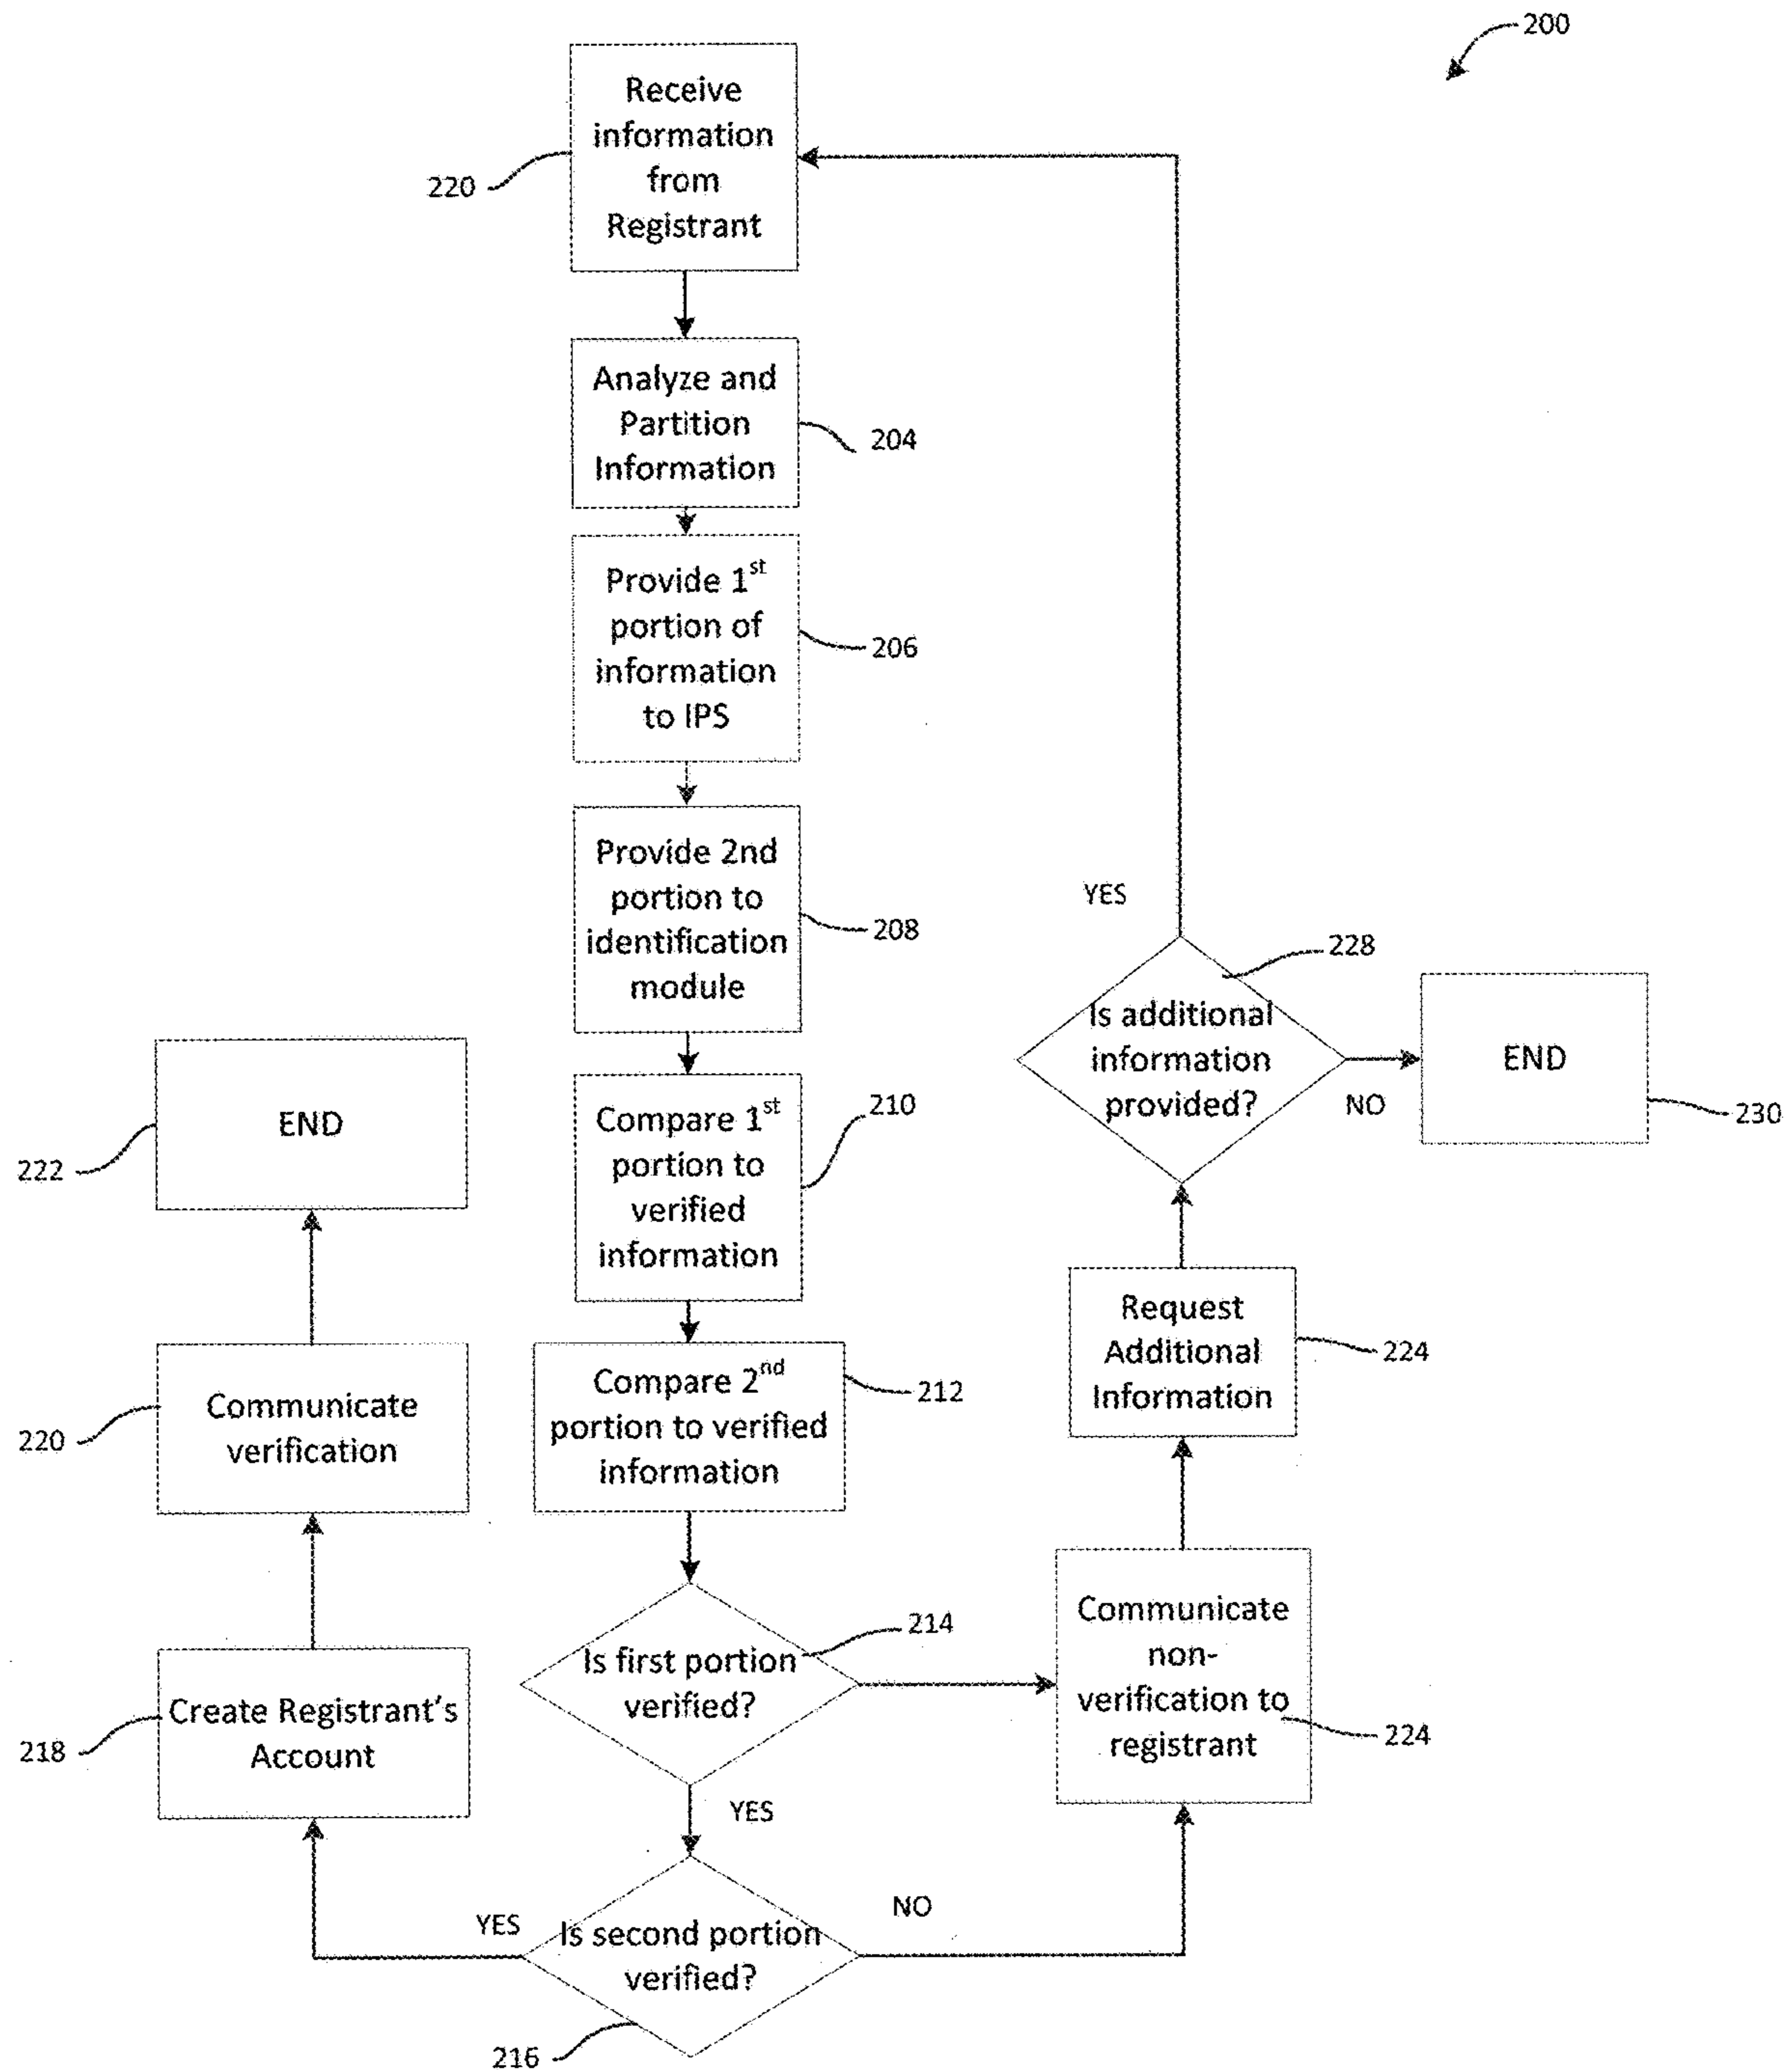 200
Receive
information
from
Registrant
220
Analyze and
Partition
Information
204
Provide 1st
portion of
information
to IPS
206
Provide 2nd
portion to
identification
module
208
Compare 1st
portion to
verified
information
210
Compare 2nd
portion to verified
information
212
Is first portion
verified?
214
YES
Is second portion
verified?
216
YES
NO
Create Registrant's
Account
218
Communicate
verification
220
END
222
Communicate
non-
verification to
registrant
224
Request
Additional
Information
224
Is additional
information
provided?
228
YES
NO
END
230